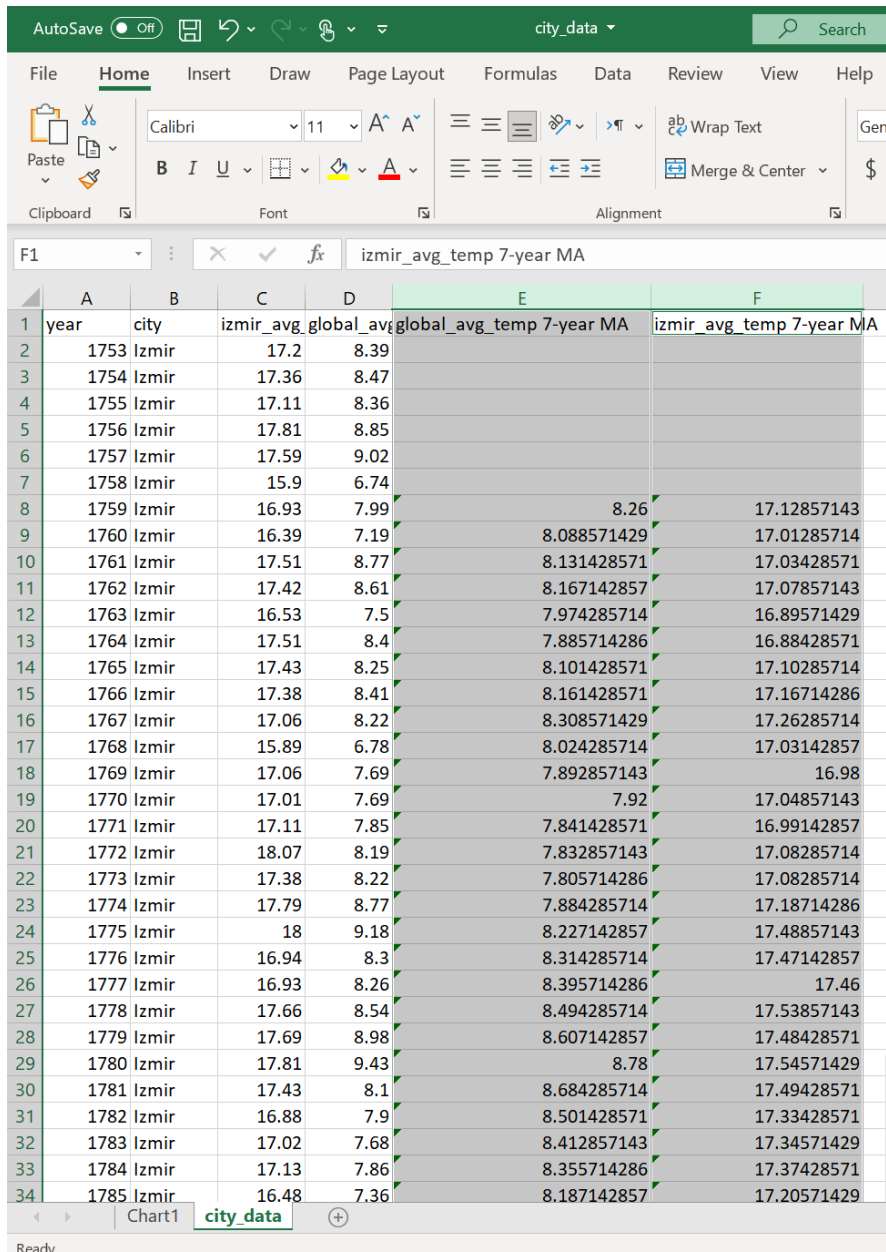 AutoSave Off city_data Search
File Home Insert Draw Page Layout Formulas Data Review View Help
Calibri 11 A^ Aˇ ab Wrap Text Gen
Paste B I U A Merge & Center $
Clipboard Font Alignment
F1 fx izmir_avg_temp 7-year MA
A B C D E F
1 year city izmir_avg_ global_avg global_avg_temp 7-year MA izmir_avg_temp 7-year MA
2 1753 Izmir 17.2 8.39
3 1754 Izmir 17.36 8.47
4 1755 Izmir 17.11 8.36
5 1756 Izmir 17.81 8.85
6 1757 Izmir 17.59 9.02
7 1758 Izmir 15.9 6.74
8 1759 Izmir 16.93 7.99 8.26 17.12857143
9 1760 Izmir 16.39 7.19 8.088571429 17.01285714
10 1761 Izmir 17.51 8.77 8.131428571 17.03428571
11 1762 Izmir 17.42 8.61 8.167142857 17.07857143
12 1763 Izmir 16.53 7.5 7.974285714 16.89571429
13 1764 Izmir 17.51 8.4 7.885714286 16.88428571
14 1765 Izmir 17.43 8.25 8.101428571 17.10285714
15 1766 Izmir 17.38 8.41 8.161428571 17.16714286
16 1767 Izmir 17.06 8.22 8.308571429 17.26285714
17 1768 Izmir 15.89 6.78 8.024285714 17.03142857
18 1769 Izmir 17.06 7.69 7.892857143 16.98
19 1770 Izmir 17.01 7.69 7.92 17.04857143
20 1771 Izmir 17.11 7.85 7.841428571 16.99142857
21 1772 Izmir 18.07 8.19 7.832857143 17.08285714
22 1773 Izmir 17.38 8.22 7.805714286 17.08285714
23 1774 Izmir 17.79 8.77 7.884285714 17.18714286
24 1775 Izmir 18 9.18 8.227142857 17.48857143
25 1776 Izmir 16.94 8.3 8.314285714 17.47142857
26 1777 Izmir 16.93 8.26 8.395714286 17.46
27 1778 Izmir 17.66 8.54 8.494285714 17.53857143
28 1779 Izmir 17.69 8.98 8.607142857 17.48428571
29 1780 Izmir 17.81 9.43 8.78 17.54571429
30 1781 Izmir 17.43 8.1 8.684285714 17.49428571
31 1782 Izmir 16.88 7.9 8.501428571 17.33428571
32 1783 Izmir 17.02 7.68 8.412857143 17.34571429
33 1784 Izmir 17.13 7.86 8.355714286 17.37428571
34 1785 Izmir 16.48 7.36 8.187142857 17.20571429
Chart1 city_data
Ready